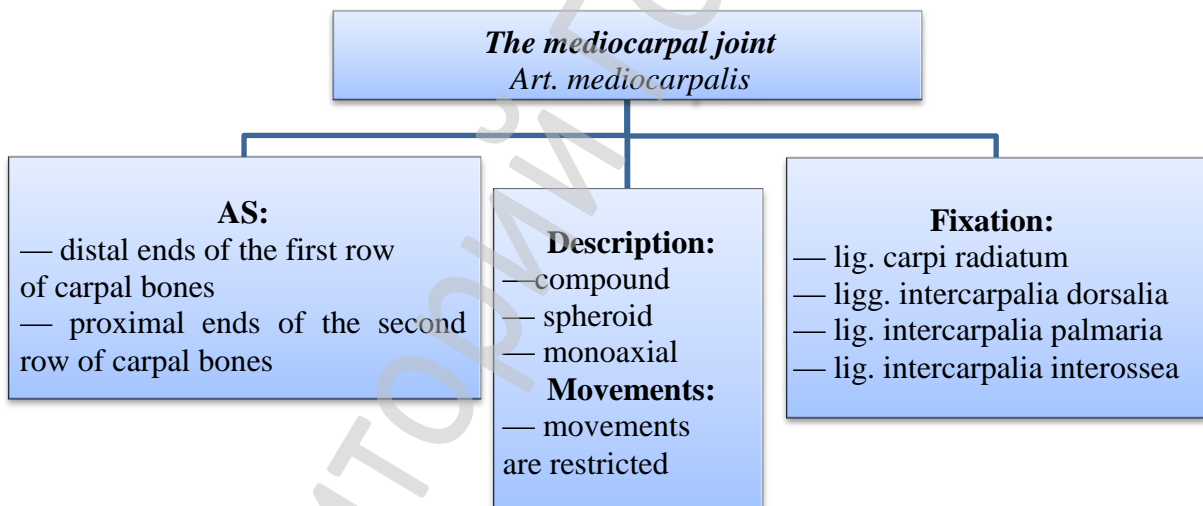 The mediocarpal joint
Art. mediocarpalis
AS:
— distal ends of the first row
of carpal bones
— proximal ends of the second
row of carpal bones
Description:
—compound
— spheroid
— monoaxial
Movements:
— movements
are restricted
Fixation:
— lig. carpi radiatum
— ligg. intercarpalia dorsalia
— lig. intercarpalia palmaria
— lig. intercarpalia interossea